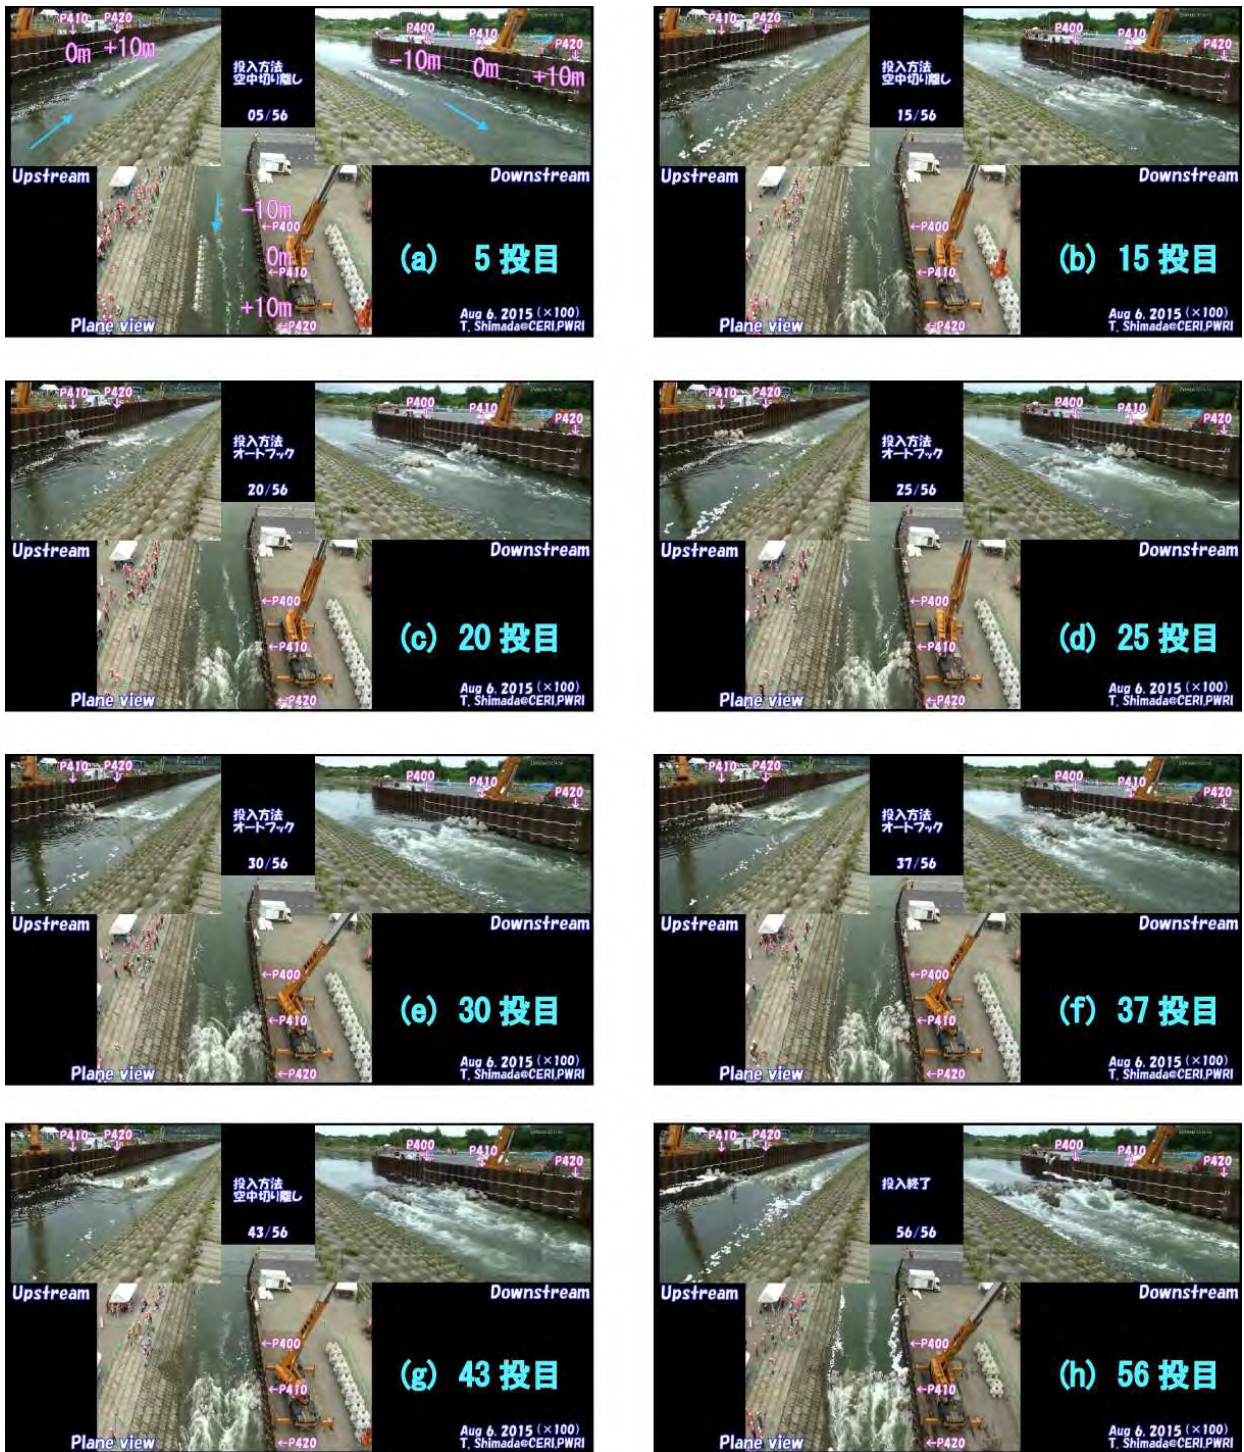 P410 P420
0m +10m
投入方法
空中切り離し
05/56
P400 P410 P420
-10m 0m +10m
Upstream
Downstream
-10m
←P400
0m
←P410
+10m
←P420
Plane view
(a) 5 投目
Aug 6. 2015 (×100)
T. Shimada@CERI,PWRI
P410 P420
投入方法
空中切り離し
15/56
P400 P410 P420
Upstream
Downstream
←P400
←P410
←P420
Plane view
(b) 15 投目
Aug 6. 2015 (×100)
T. Shimada@CERI,PWRI
P410 P420
投入方法
オートフック
20/56
P400 P410 P420
Upstream
Downstream
←P400
←P410
←P420
Plane view
(c) 20 投目
Aug 6. 2015 (×100)
T. Shimada@CERI,PWRI
P410 P420
投入方法
オートフック
25/56
P400 P410 P420
Upstream
Downstream
←P400
←P410
←P420
Plane view
(d) 25 投目
Aug 6. 2015 (×100)
T. Shimada@CERI,PWRI
P410 P420
投入方法
オートフック
30/56
P400 P410 P420
Upstream
Downstream
←P400
←P410
←P420
Plane view
(e) 30 投目
Aug 6. 2015 (×100)
T. Shimada@CERI,PWRI
P410 P420
投入方法
オートフック
37/56
P400 P410 P420
Upstream
Downstream
←P400
←P410
←P420
Plane view
(f) 37 投目
Aug 6. 2015 (×100)
T. Shimada@CERI,PWRI
P410 P420
投入方法
空中切り離し
43/56
P400 P410 P420
Upstream
Downstream
←P400
←P410
←P420
Plane view
(g) 43 投目
Aug 6. 2015 (×100)
T. Shimada@CERI,PWRI
P410 P420
投入終了
56/56
P400 P410 P420
Upstream
Downstream
←P400
←P410
←P420
Plane view
(h) 56 投目
Aug 6. 2015 (×100)
T. Shimada@CERI,PWRI